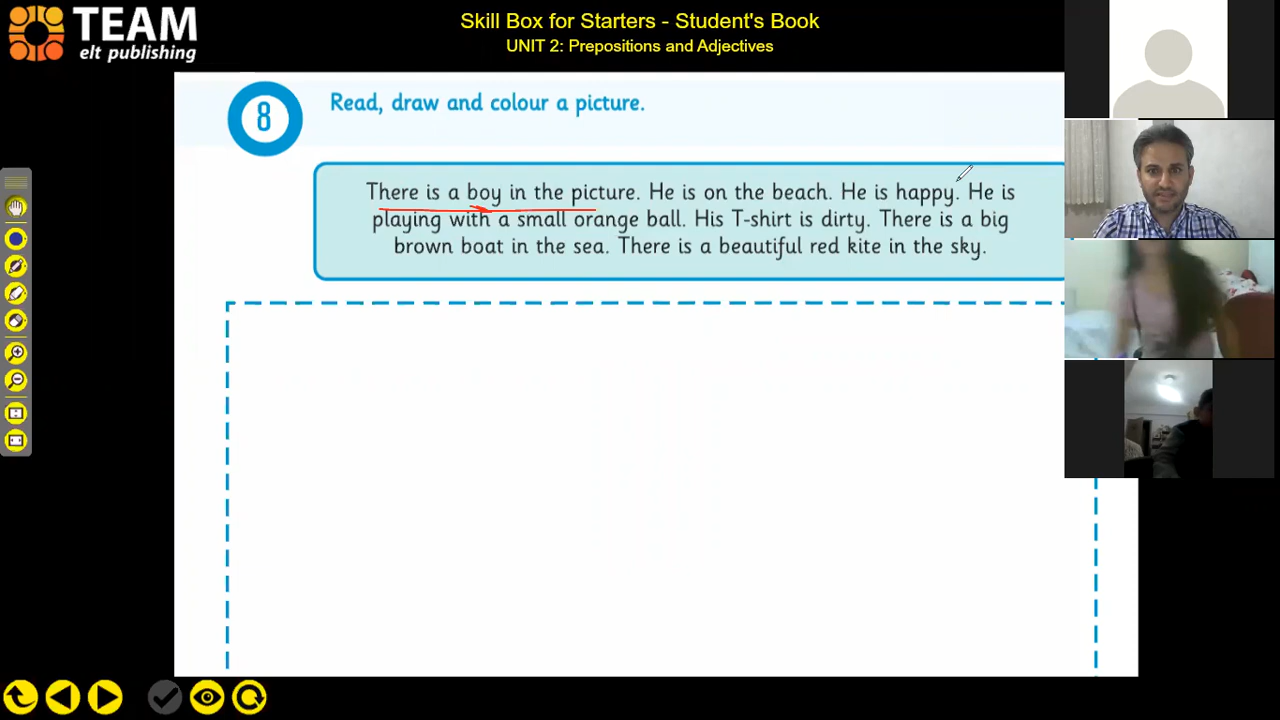 TEAM
elt publishing
Skill Box for Starters - Student's Book
UNIT 2: Prepositions and Adjectives
8
Read, draw and colour a picture.
There is a boy in the picture. He is on the beach. He is happy. He is
playing with a small orange ball. His T-shirt is dirty. There is a big
brown boat in the sea. There is a beautiful red kite in the sky.